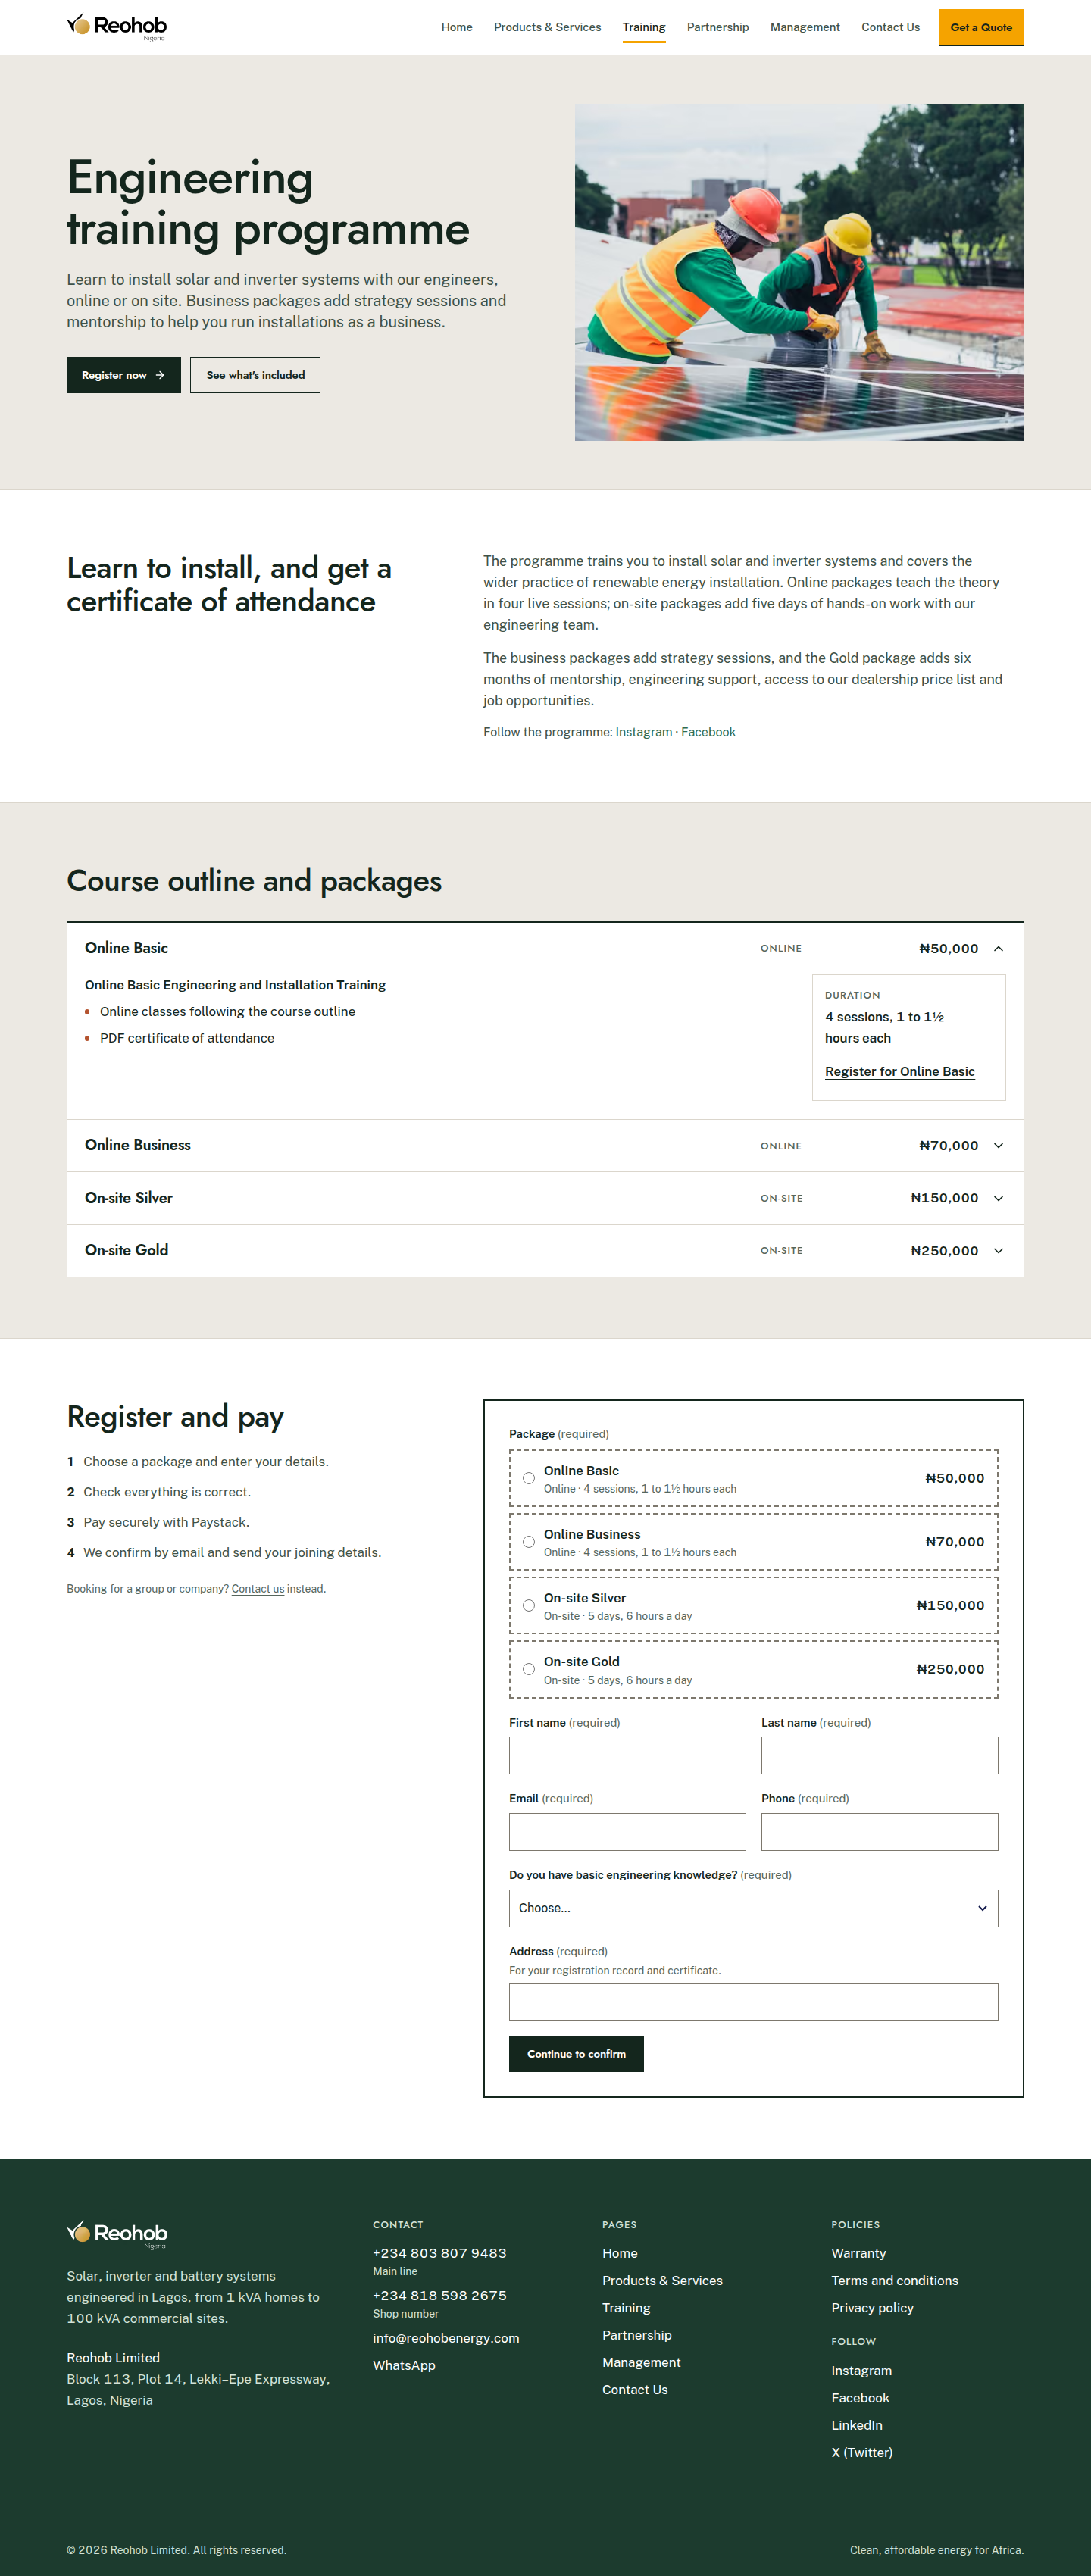 Reohob
Nigeria
Home
Products & Services
Training
Partnership
Management
Contact Us
Get a Quote
Engineering
training programme
Learn to install solar and inverter systems with our engineers,
online or on site. Business packages add strategy sessions and
mentorship to help you run installations as a business.
Register now →
See what's included
Learn to install, and get a
certificate of attendance
The programme trains you to install solar and inverter systems and covers the
wider practice of renewable energy installation. Online packages teach the theory
in four live sessions; on-site packages add five days of hands-on work with our
engineering team.
The business packages add strategy sessions, and the Gold package adds six
months of mentorship, engineering support, access to our dealership price list and
job opportunities.
Follow the programme: Instagram · Facebook
Course outline and packages
Online Basic
ONLINE
₦50,000
Online Basic Engineering and Installation Training
Online classes following the course outline
PDF certificate of attendance
DURATION
4 sessions, 1 to 1½
hours each
Register for Online Basic
Online Business
ONLINE
₦70,000
On-site Silver
ON-SITE
₦150,000
On-site Gold
ON-SITE
₦250,000
Register and pay
1 Choose a package and enter your details.
2 Check everything is correct.
3 Pay securely with Paystack.
4 We confirm by email and send your joining details.
Booking for a group or company? Contact us instead.
Package (required)
Online Basic
Online · 4 sessions, 1 to 1½ hours each
₦50,000
Online Business
Online · 4 sessions, 1 to 1½ hours each
₦70,000
On-site Silver
On-site · 5 days, 6 hours a day
₦150,000
On-site Gold
On-site · 5 days, 6 hours a day
₦250,000
First name (required)
Last name (required)
Email (required)
Phone (required)
Do you have basic engineering knowledge? (required)
Choose...
Address (required)
For your registration record and certificate.
Continue to confirm
Reohob
Nigeria
Solar, inverter and battery systems
engineered in Lagos, from 1 kVA homes to
100 kVA commercial sites.
Reohob Limited
Block 113, Plot 14, Lekki–Epe Expressway,
Lagos, Nigeria
CONTACT
+234 803 807 9483
Main line
+234 818 598 2675
Shop number
info@reohobenergy.com
WhatsApp
PAGES
Home
Products & Services
Training
Partnership
Management
Contact Us
POLICIES
Warranty
Terms and conditions
Privacy policy
FOLLOW
Instagram
Facebook
LinkedIn
X (Twitter)
© 2026 Reohob Limited. All rights reserved.
Clean, affordable energy for Africa.